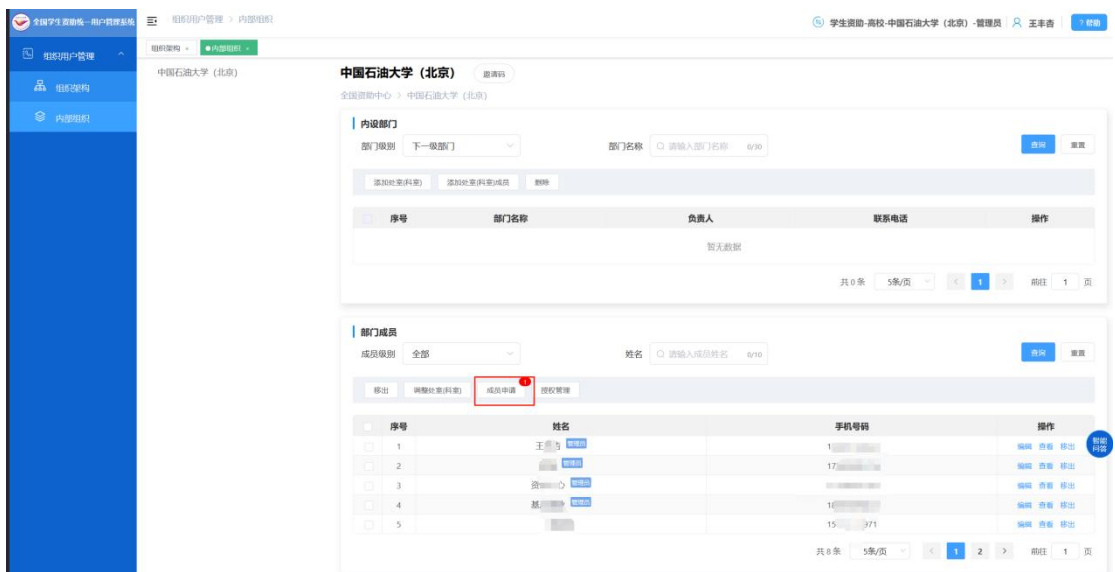 全国学生资助统一用户管理系统
组织用户管理 > 内部组织
学生资助-高校-中国石油大学（北京）-管理员
王丰杳
?帮助
组织用户管理
组织架构
内部组织
组织架构 ×
●内部组织 ×
中国石油大学（北京）
中国石油大学（北京） 邀请码
全国资助中心 > 中国石油大学（北京）
内设部门
部门级别 下一级部门 部门名称 请输入部门名称 0/30 查询 重置
添加处室(科室) 添加处室(科室)成员 删除
序号 部门名称 负责人 联系电话 操作
暂无数据
共 0 条 5条/页 < 1 > 前往 1 页
部门成员
成员级别 全部 姓名 请输入成员姓名 0/10 查询 重置
移出 调整处室(科室) 成员申请 1 授权管理
序号 姓名 手机号码 操作
1 王 管理员 1 编辑 查看 移出
2 管理员 17 编辑 查看 移出
3 资 管理员 编辑 查看 移出
4 基 管理员 18 编辑 查看 移出
5 15 971 编辑 查看 移出
共 8 条 5条/页 < 1 2 > 前往 1 页
智能
问答